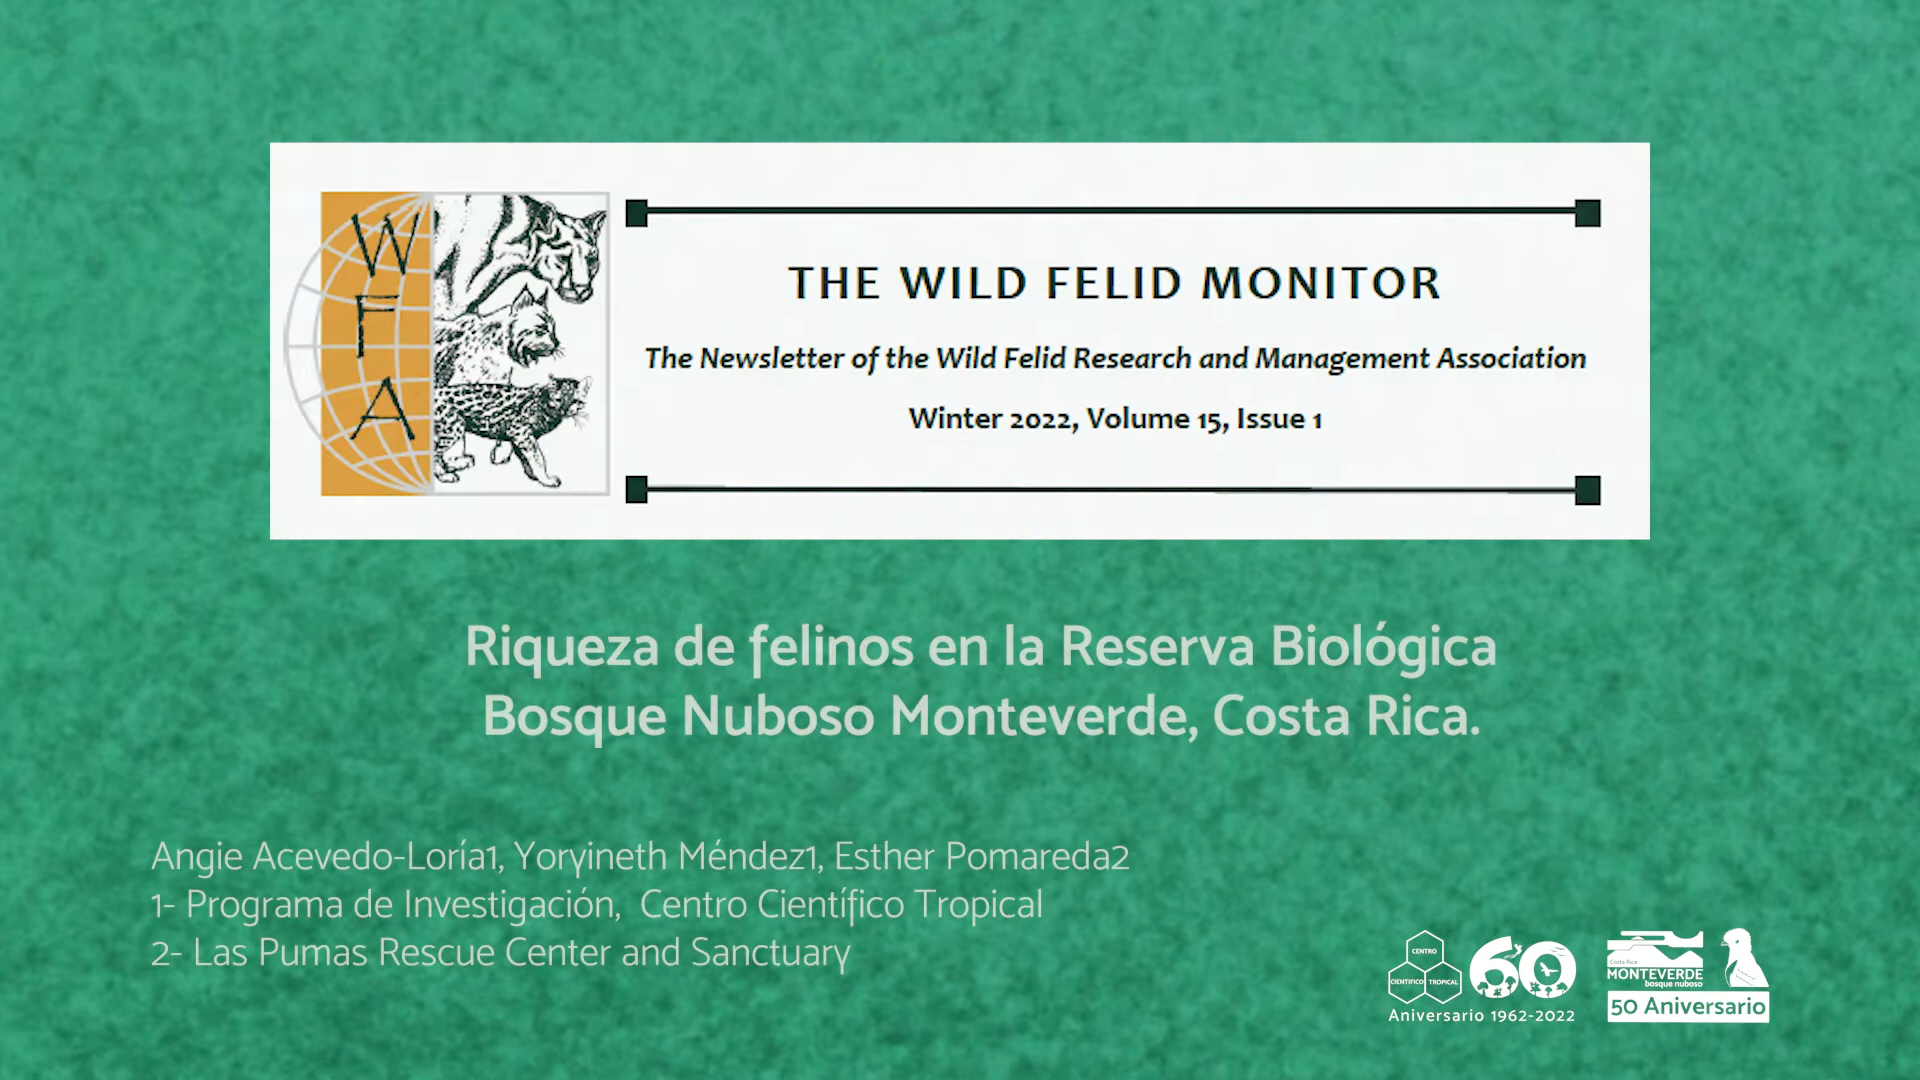 W
F
A
THE WILD FELID MONITOR
The Newsletter of the Wild Felid Research and Management Association
Winter 2022, Volume 15, Issue 1
Riqueza de felinos en la Reserva Biológica
Bosque Nuboso Monteverde, Costa Rica.
Angie Acevedo-Loría1, Yoryineth Méndez1, Esther Pomareda2
1- Programa de Investigación,  Centro Científico Tropical
2- Las Pumas Rescue Center and Sanctuary
CENTRO
CIENTIFICO TROPICAL
60
Aniversario 1962-2022
Costa Rica
MONTEVERDE
bosque nuboso
50 Aniversario